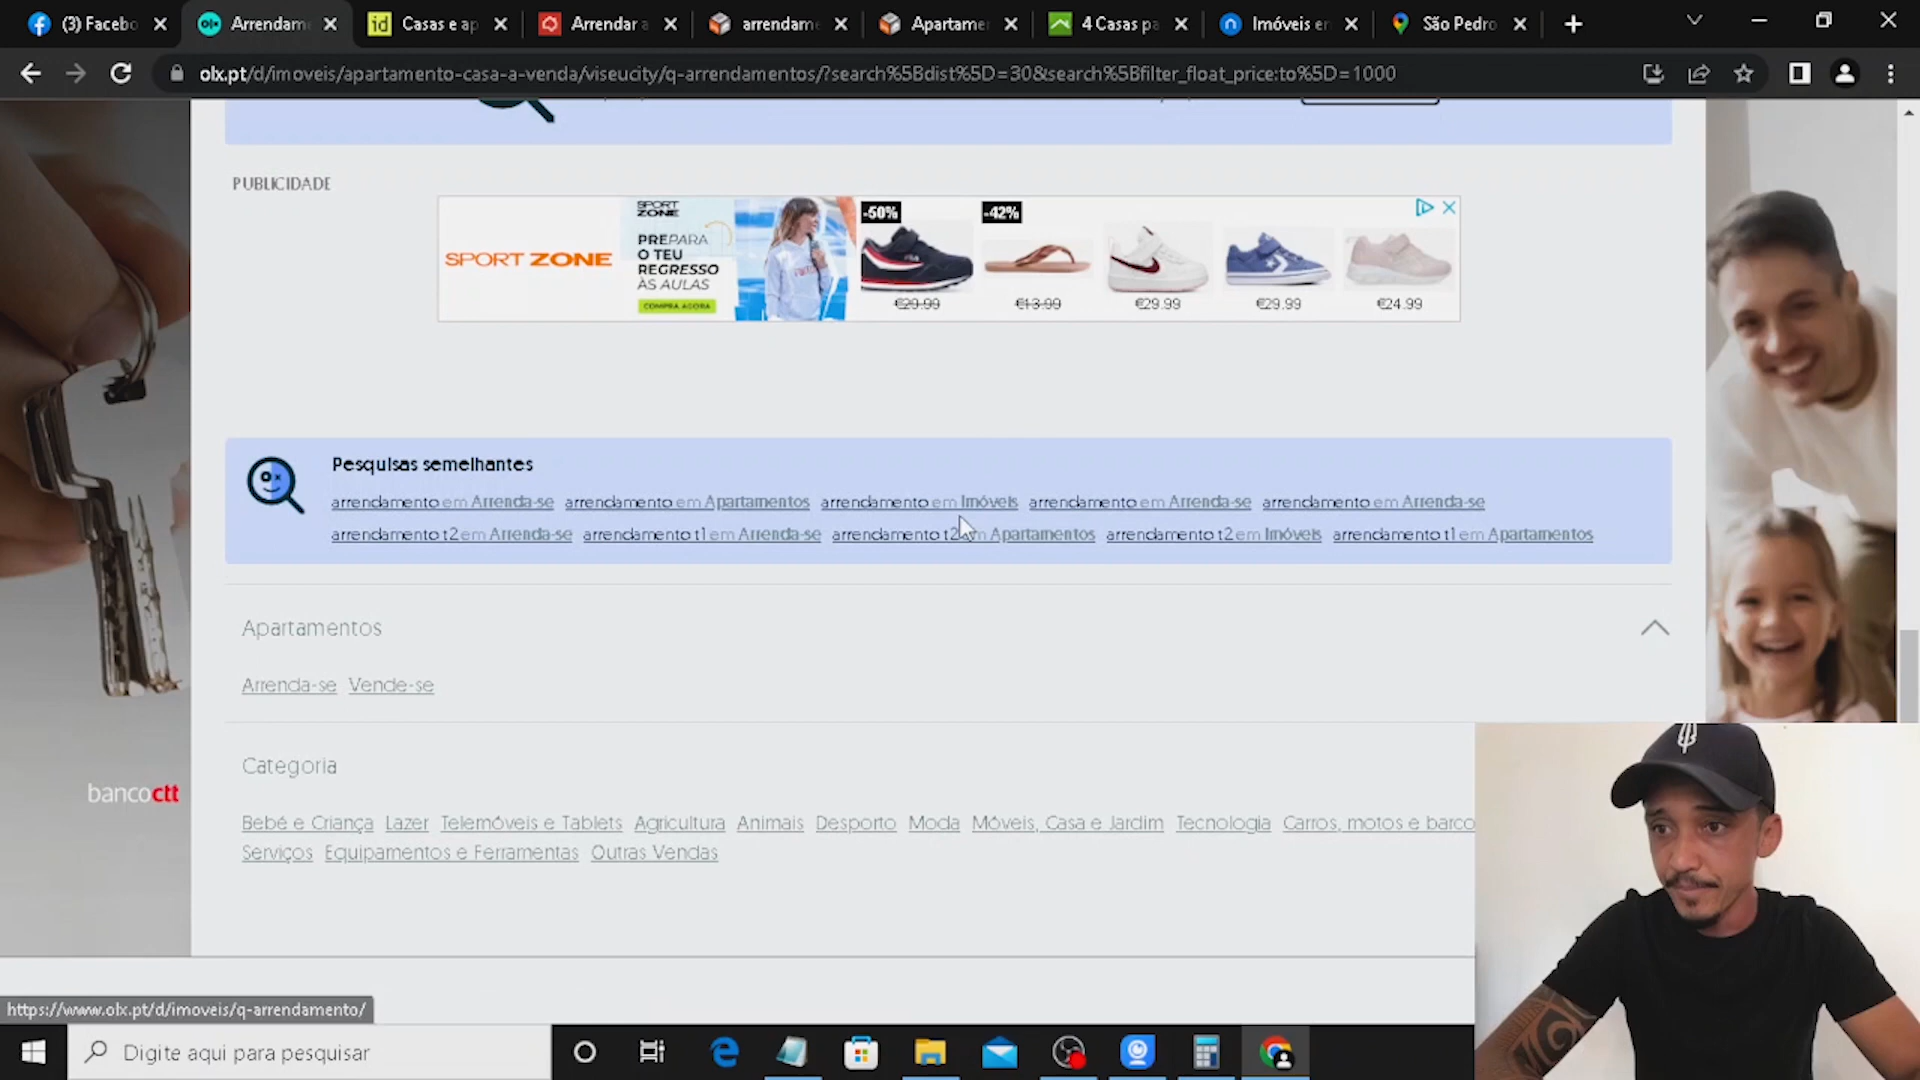 (3) Facebo
Arrendam
id
Casas e ap
Arrendar a
arrendame
Apartamen
4 Casas pa
Imóveis en
São Pedro
olx.pt/d/imoveis/apartamento-casa-a-venda/viseucity/q-arrendamentos/?search%5Bdist%5D=30&search%5Bfilter_float_price:to%5D=1000
PUBLICIDADE
SPORT ZONE
SPORT
ZONE
PREPARA
O TEU
REGRESSO
ÀS AULAS
COMPRA AGORA
-50%
-42%
€29.99
€13.99
€29.99
€29.99
€24.99
Pesquisas semelhantes
arrendamento em Arrenda-se arrendamento em Apartamentos arrendamento em Imóveis arrendamento em Arrenda-se arrendamento em Arrenda-se
arrendamento t2 em Arrenda-se arrendamento t1 em Arrenda-se arrendamento t2 em Apartamentos arrendamento t2 em Imóveis arrendamento t1 em Apartamentos
Apartamentos
Arrenda-se Vende-se
Categoria
bancoctt
Bebé e Criança Lazer Telemóveis e Tablets Agricultura Animais Desporto Moda Móveis, Casa e Jardim Tecnologia Carros, motos e barco
Serviços Equipamentos e Ferramentas Outras Vendas
https://www.olx.pt/d/imoveis/q-arrendamento/
Digite aqui para pesquisar